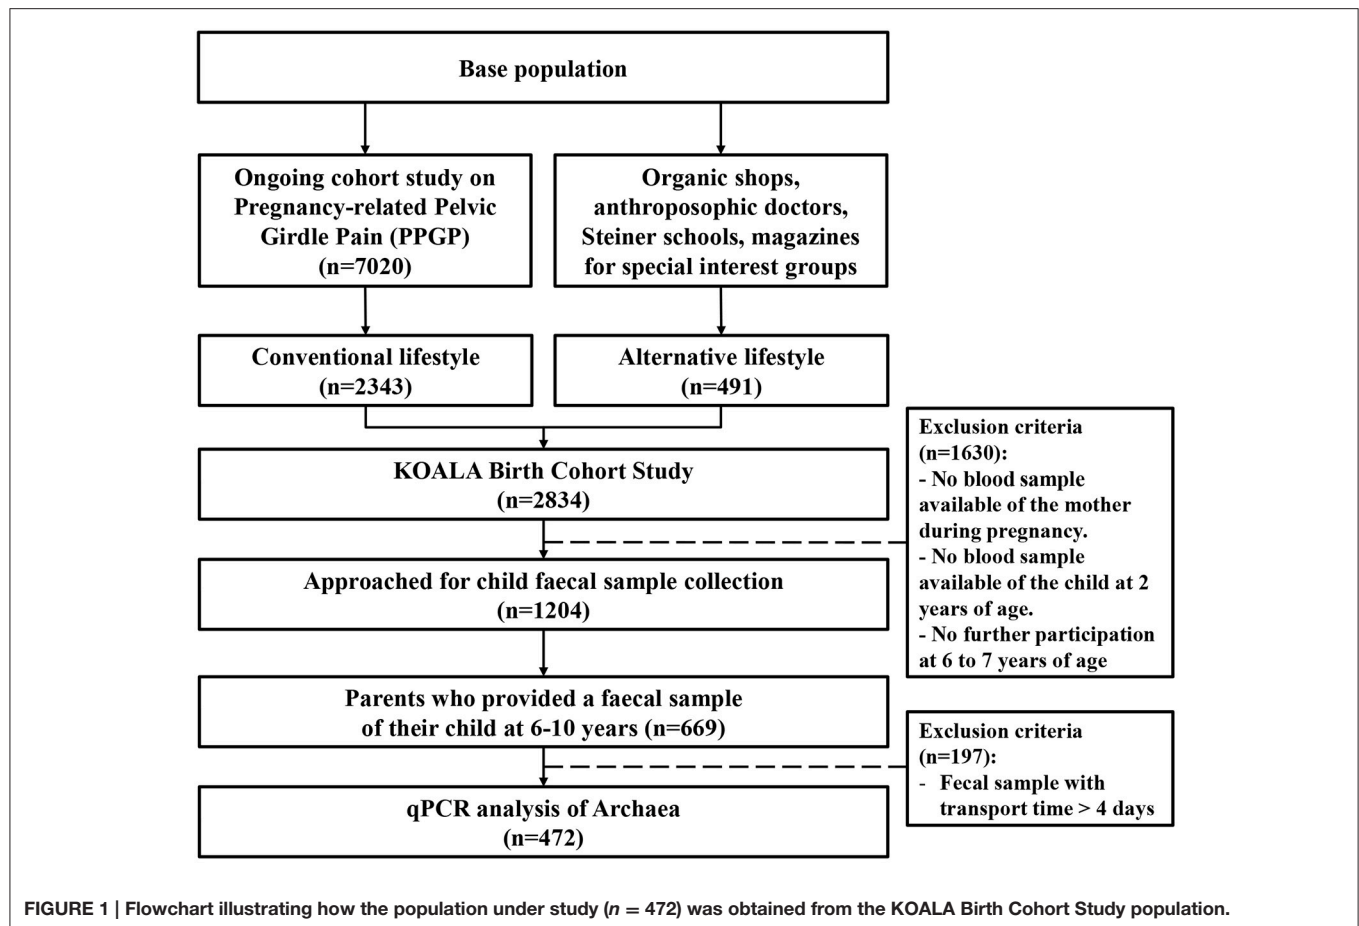 Base population
Ongoing cohort study on
Pregnancy-related Pelvic
Girdle Pain (PPGP)
(n=7020)
Organic shops,
anthroposophic doctors,
Steiner schools, magazines
for special interest groups
Conventional lifestyle
(n=2343)
Alternative lifestyle
(n=491)
KOALA Birth Cohort Study
(n=2834)
Exclusion criteria
(n=1630):
- No blood sample
available of the mother
during pregnancy.
- No blood sample
available of the child at 2
years of age.
- No further participation
at 6 to 7 years of age
Approached for child faecal sample collection
(n=1204)
Parents who provided a faecal sample
of their child at 6-10 years (n=669)
Exclusion criteria
(n=197):
- Fecal sample with
transport time > 4 days
qPCR analysis of Archaea
(n=472)
FIGURE 1 | Flowchart illustrating how the population under study (n = 472) was obtained from the KOALA Birth Cohort Study population.